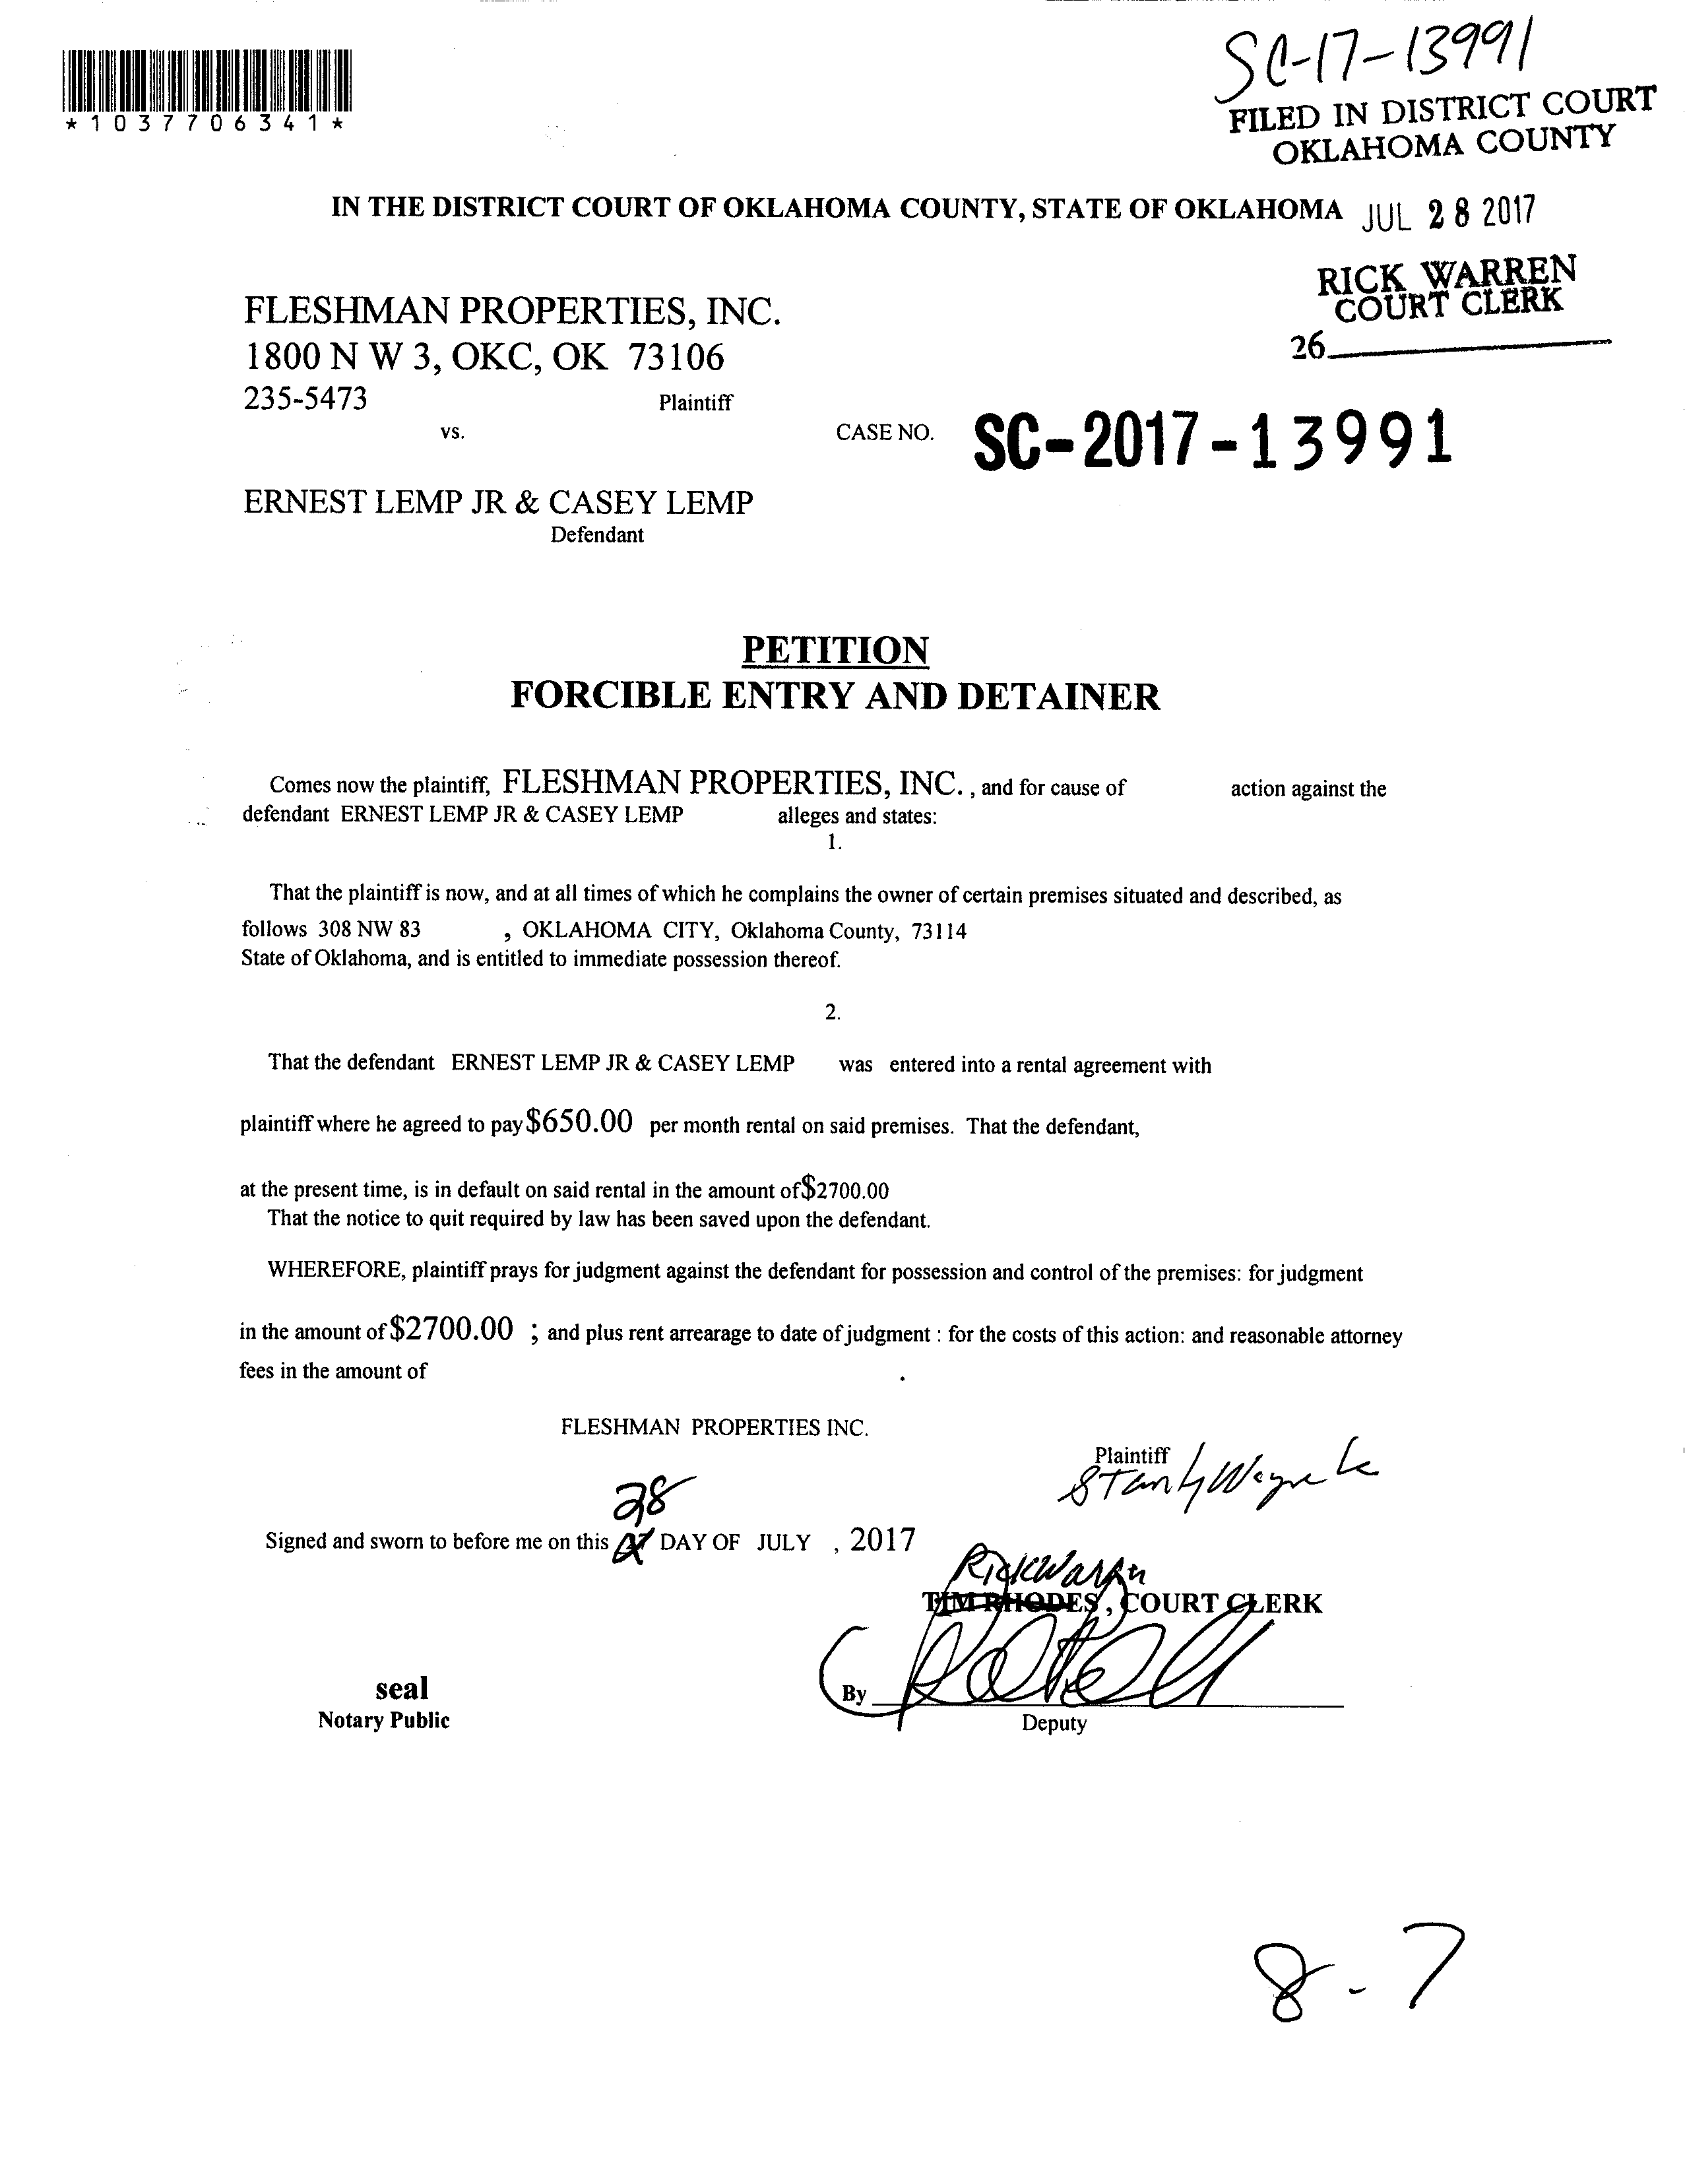 SC-17-13991
FILED IN DISTRICT COURT
OKLAHOMA COUNTY
*1037706341*
IN THE DISTRICT COURT OF OKLAHOMA COUNTY, STATE OF OKLAHOMA JUL 28 2017
RICK WARREN
COURT CLERK
26
FLESHMAN PROPERTIES, INC.
1800 N W 3, OKC, OK 73106
235-5473 Plaintiff
vs. CASE NO. SC-2017-13991
ERNEST LEMP JR & CASEY LEMP
Defendant
PETITION
FORCIBLE ENTRY AND DETAINER
Comes now the plaintiff, FLESHMAN PROPERTIES, INC. , and for cause of action against the
defendant ERNEST LEMP JR & CASEY LEMP alleges and states:
1.
That the plaintiff is now, and at all times of which he complains the owner of certain premises situated and described, as
follows 308 NW 83 , OKLAHOMA CITY, Oklahoma County, 73114
State of Oklahoma, and is entitled to immediate possession thereof.
2.
That the defendant ERNEST LEMP JR & CASEY LEMP was entered into a rental agreement with
plaintiff where he agreed to pay $650.00 per month rental on said premises. That the defendant,
at the present time, is in default on said rental in the amount of $2700.00
That the notice to quit required by law has been saved upon the defendant.
WHEREFORE, plaintiff prays for judgment against the defendant for possession and control of the premises: for judgment
in the amount of $2700.00 ; and plus rent arrearage to date of judgment : for the costs of this action: and reasonable attorney
fees in the amount of .
FLESHMAN PROPERTIES INC.
Plaintiff
28
Signed and sworn to before me on this 27 DAY OF JULY , 2017
Rick Warren
TIM RHODES, COURT CLERK
seal By
Notary Public Deputy
8-7